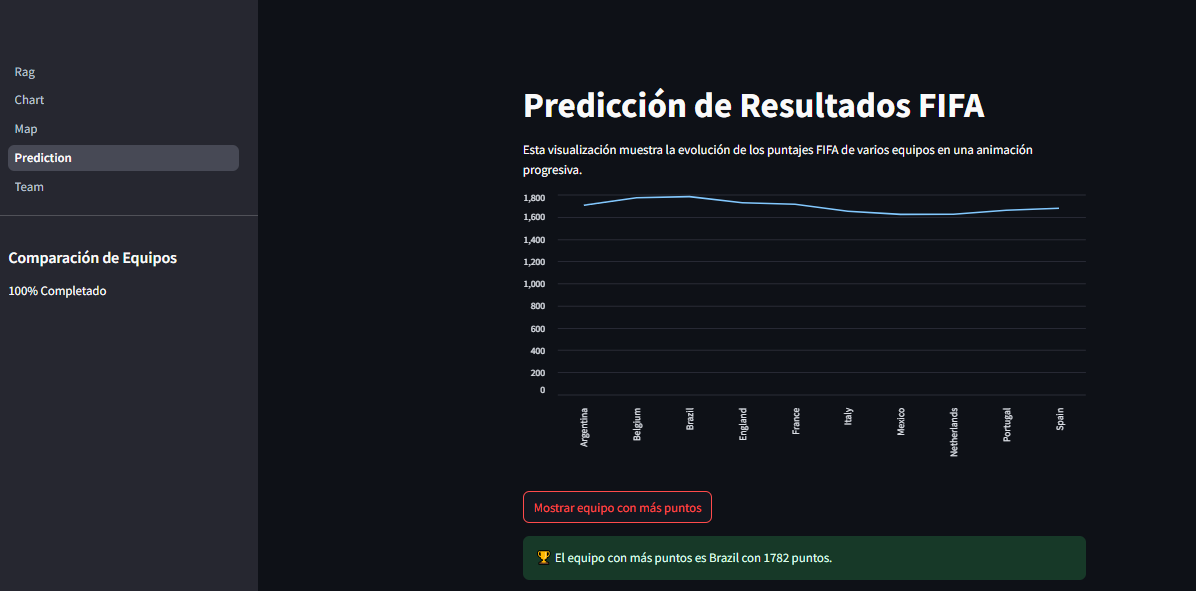 Rag
Chart
Map
Prediction
Team
Comparación de Equipos
100% Completado
Predicción de Resultados FIFA
Esta visualización muestra la evolución de los puntajes FIFA de varios equipos en una animación
progresiva.
1,800
1,600
1,400
1,200
1,000
800
600
400
200
0
Argentina
Belgium
Brazil
England
France
Italy
Mexico
Netherlands
Portugal
Spain
Mostrar equipo con más puntos
🏆 El equipo con más puntos es Brazil con 1782 puntos.